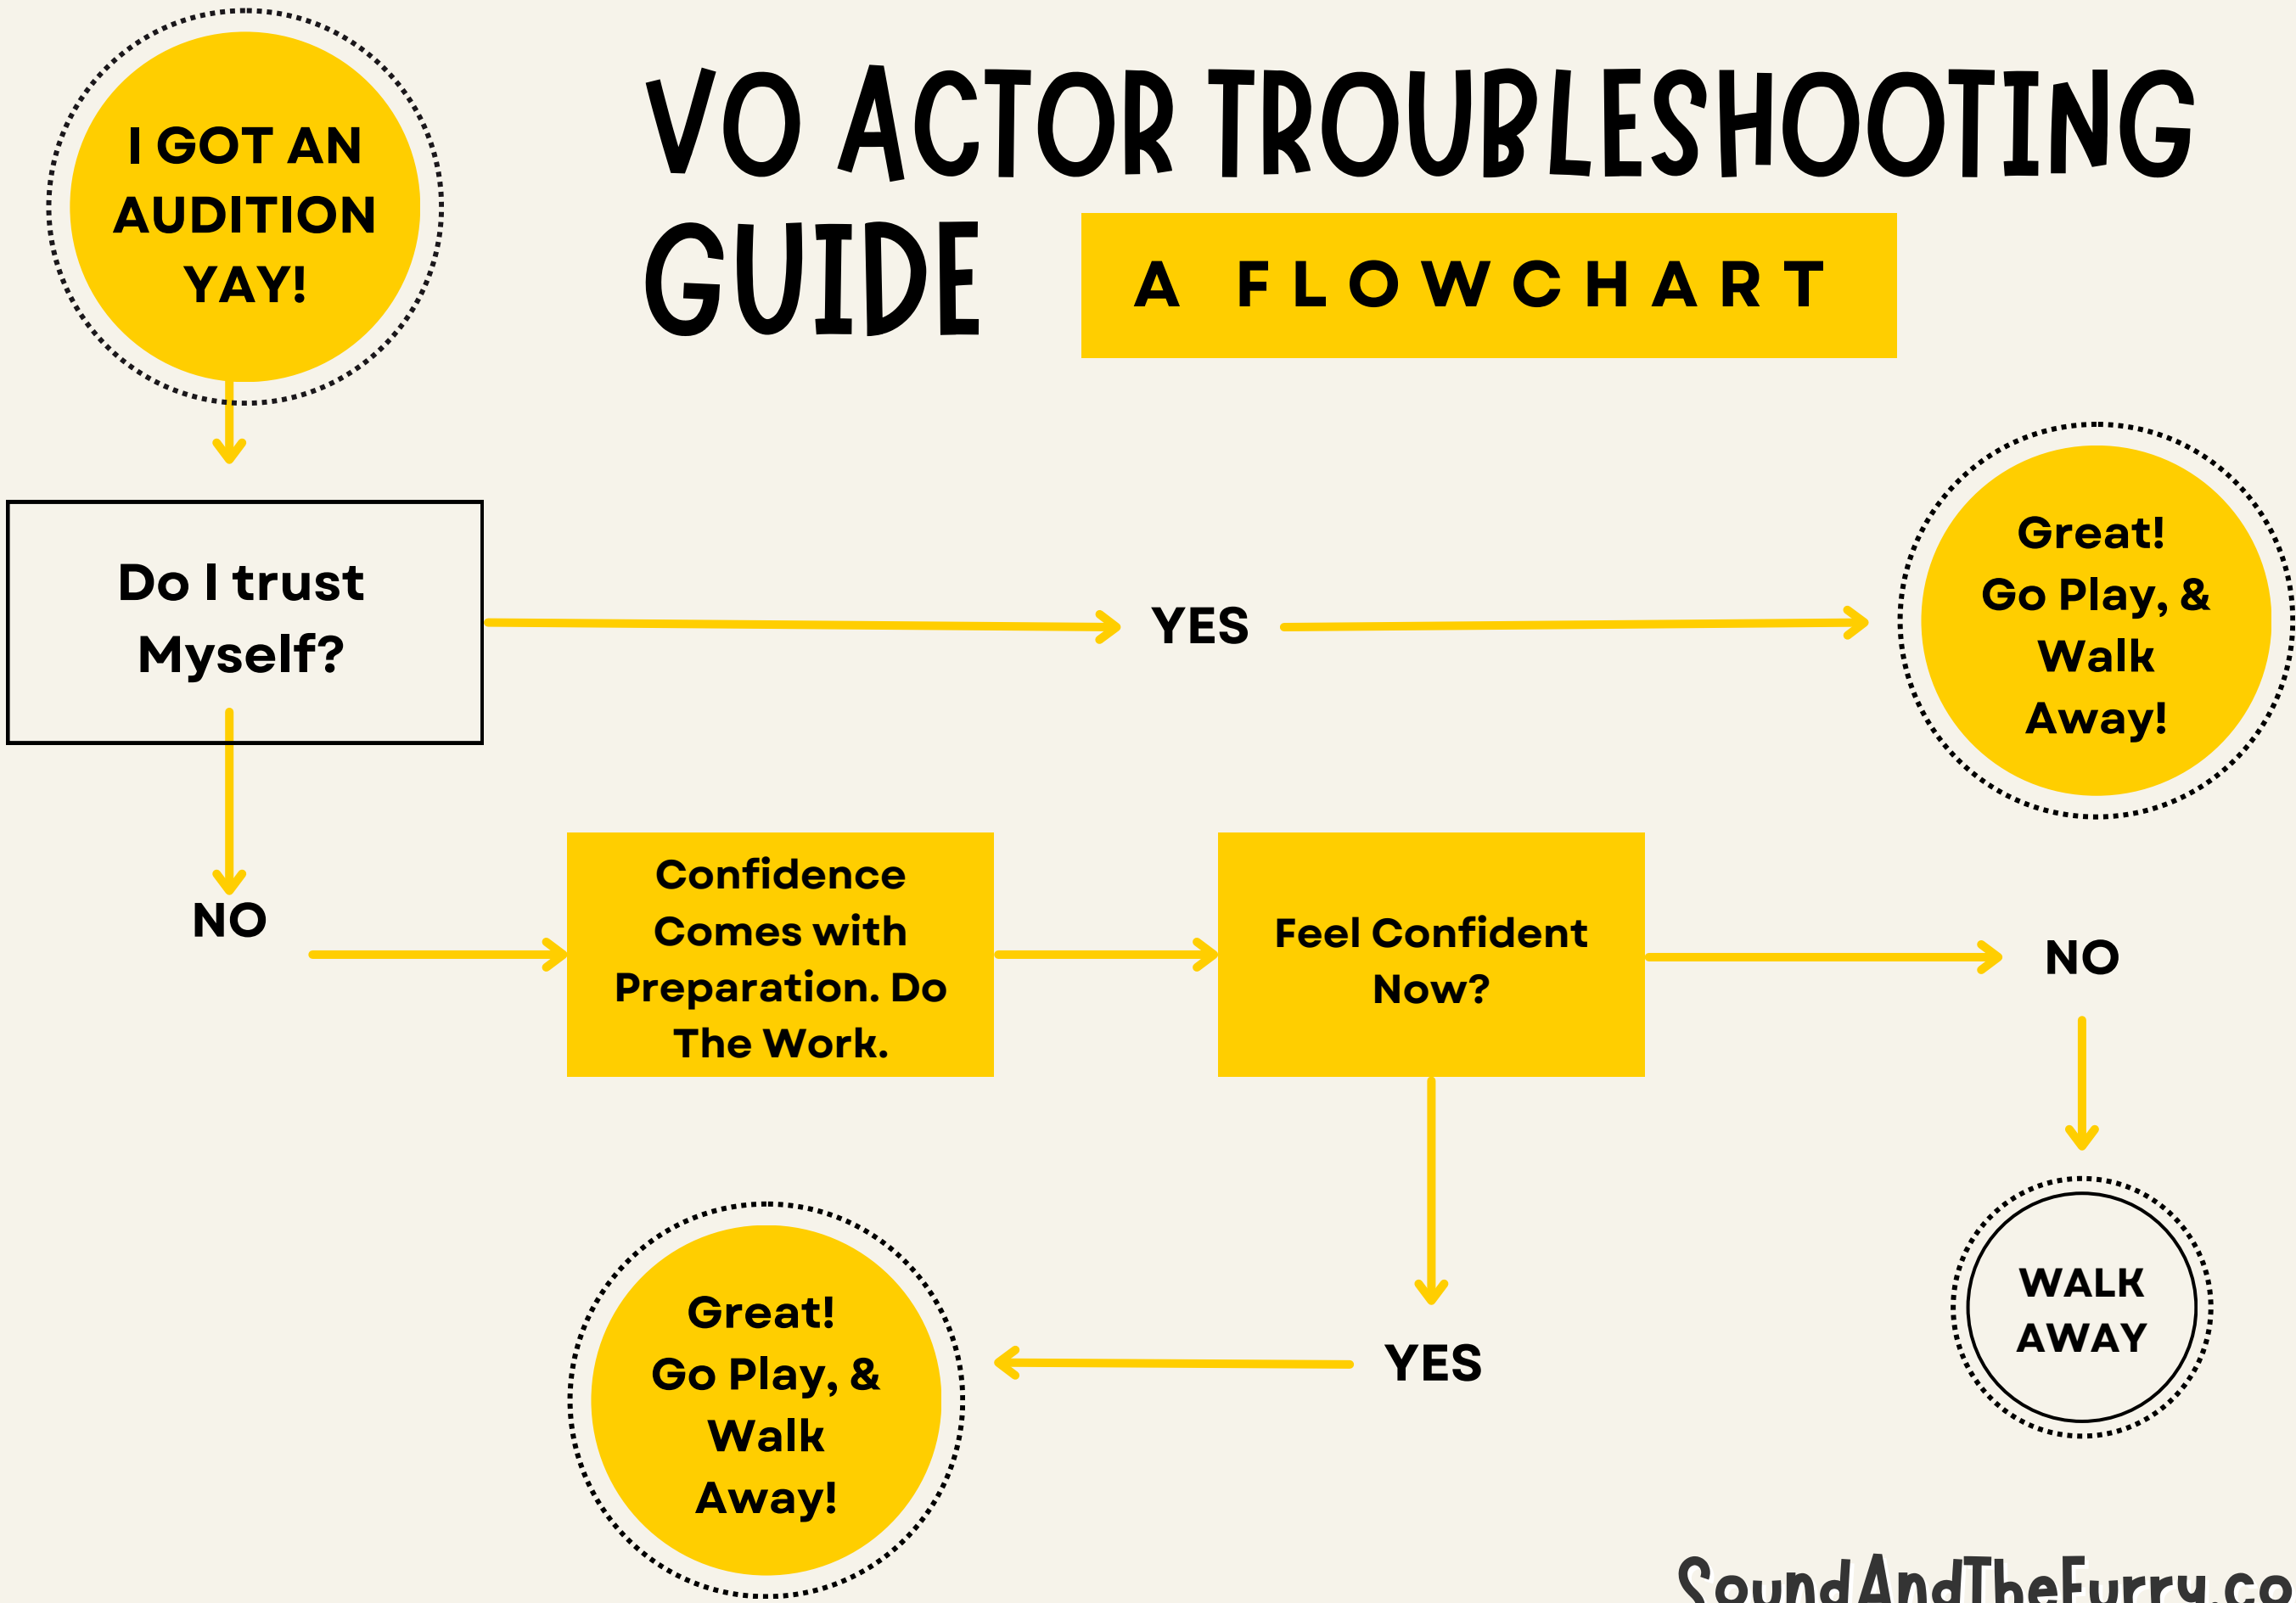 I GOT AN
AUDITION
YAY!
VO ACTOR TROUBLESHOOTING
GUIDE
A FLOWCHART
Do I trust
Myself?
YES
Great!
Go Play, &
Walk
Away!
NO
Confidence
Comes with
Preparation. Do
The Work.
Feel Confident
Now?
NO
YES
Great!
Go Play, &
Walk
Away!
WALK
AWAY
SoundAndTheFurry.co